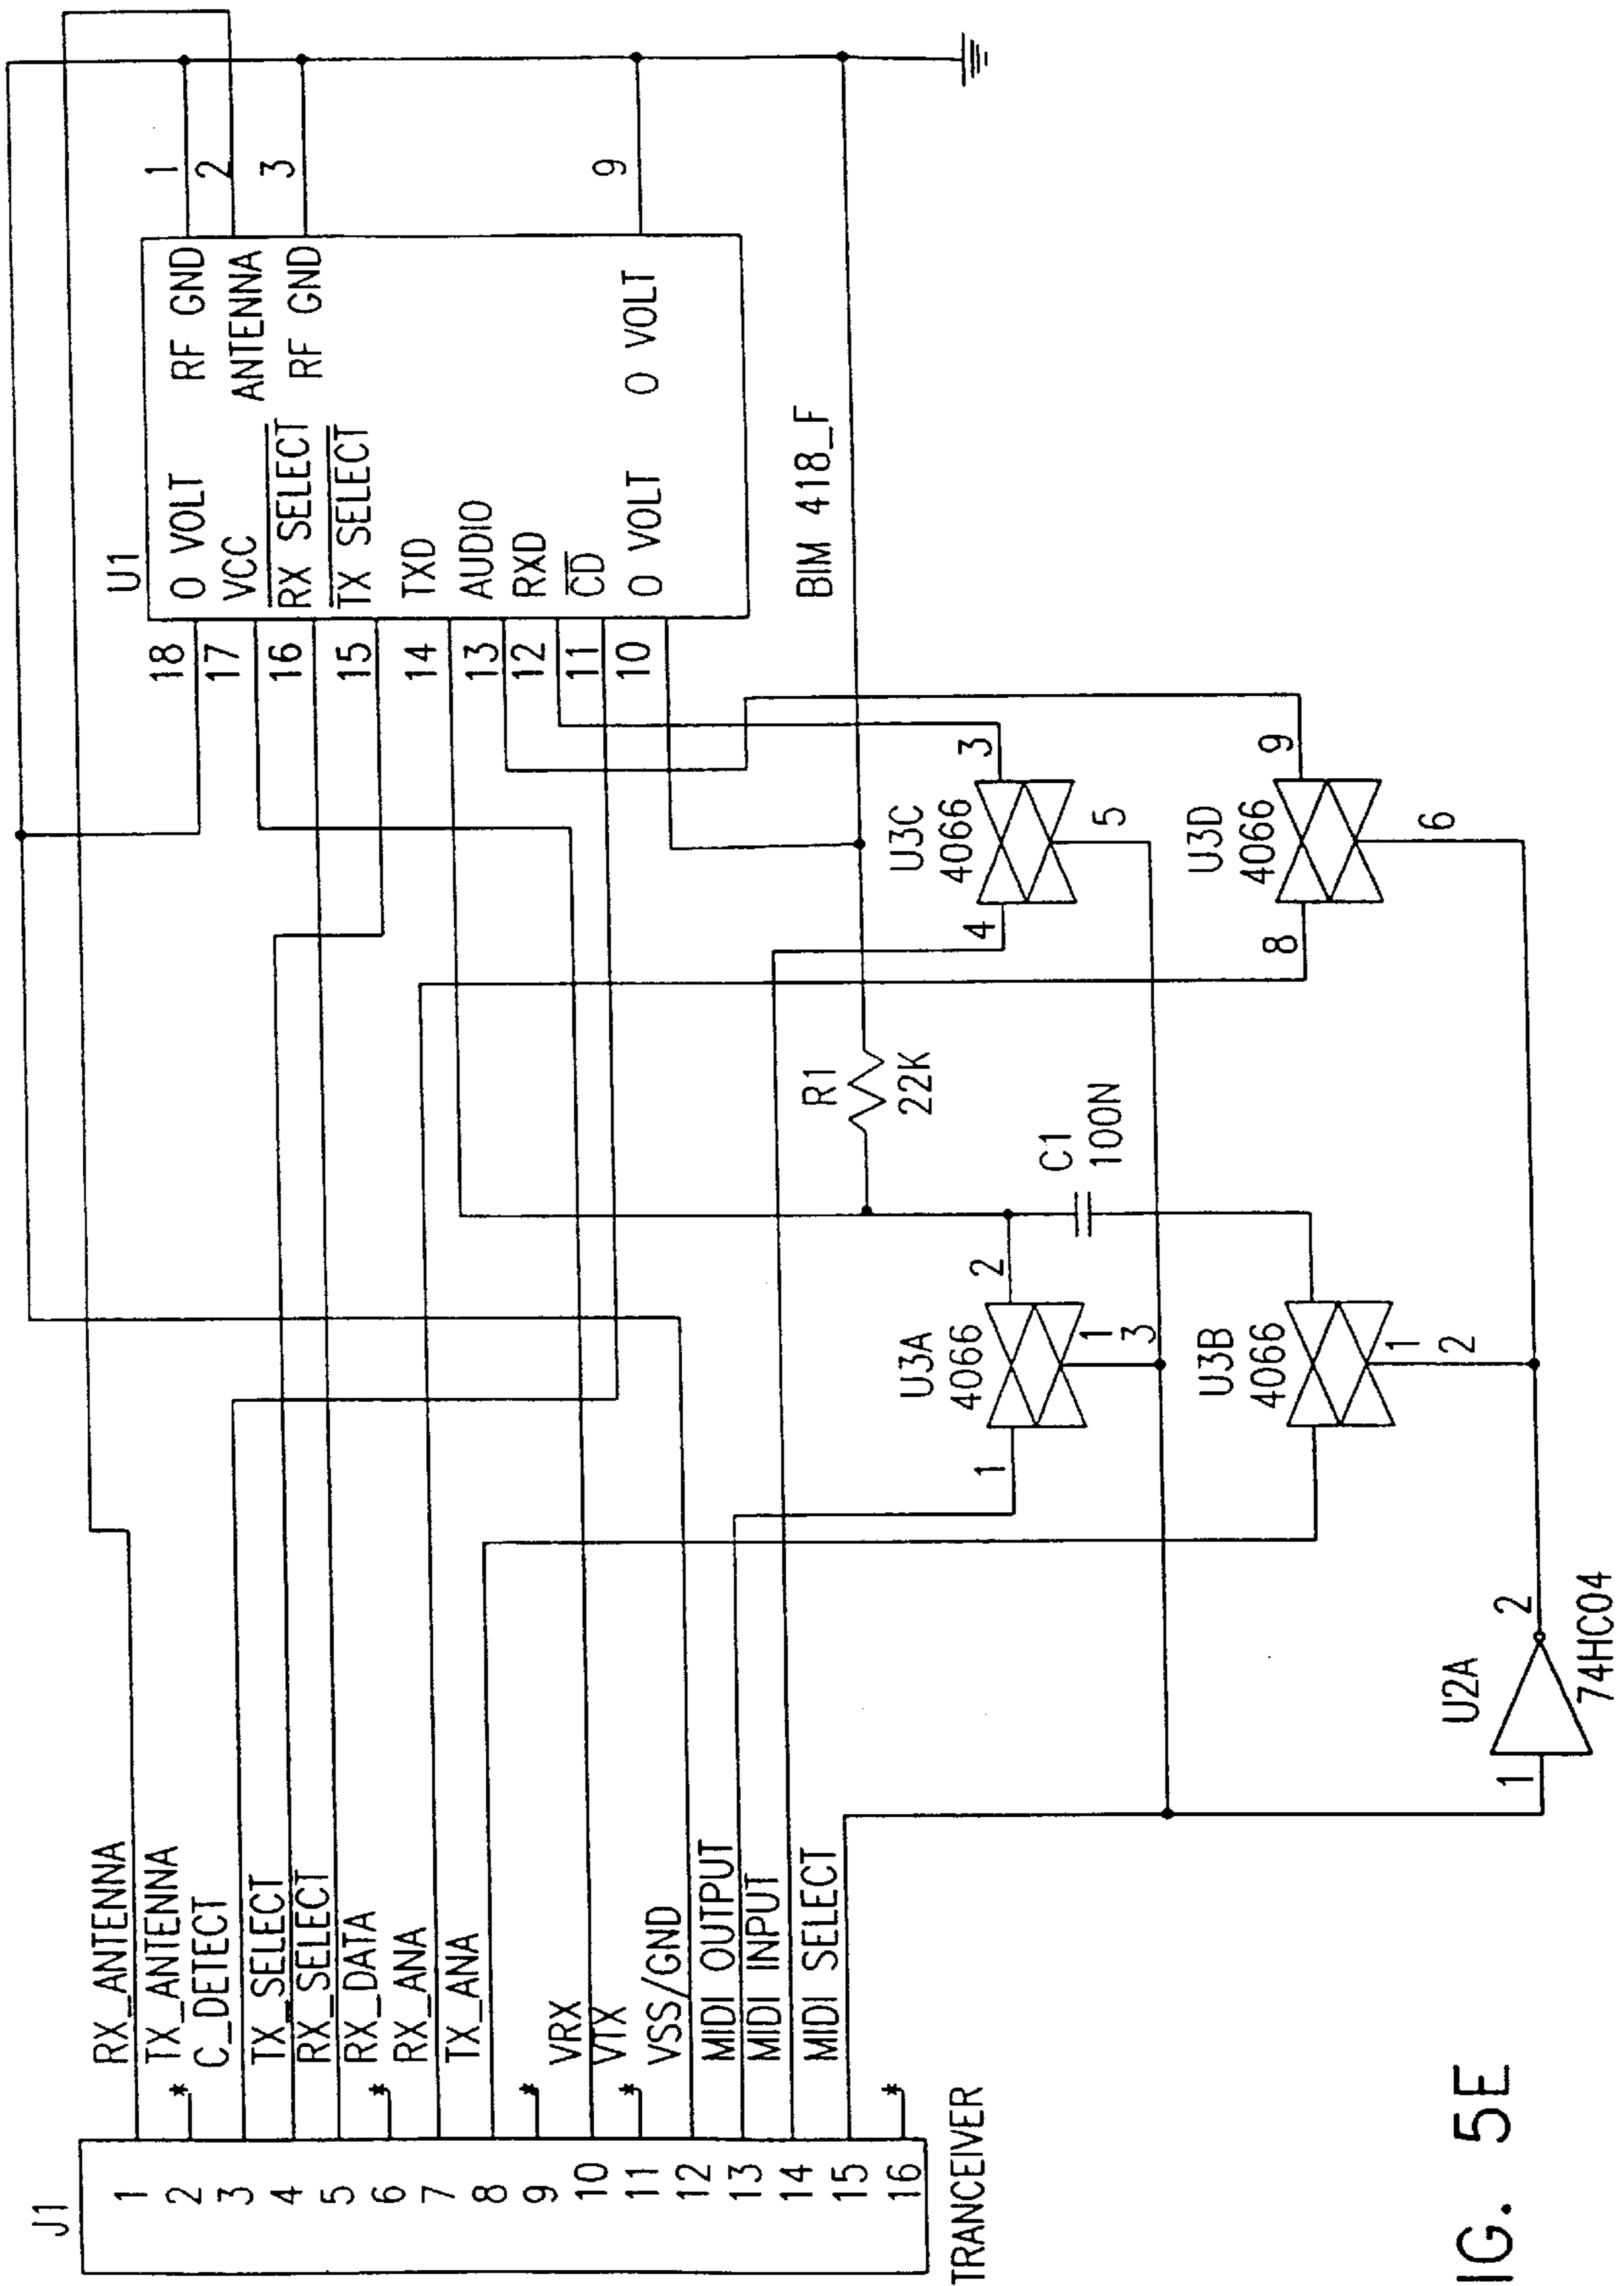 J1
1
2
3
4
5
6
7
8
9
10
11
12
13
14
15
16
TRANCEIVER
RX_ANTENNA
TX_ANTENNA
*
C_DETECT
TX_SELECT
RX_SELECT
RX_DATA
*
RX_ANA
TX_ANA
*
VRX
VTX
*
VSS/GND
MIDI OUTPUT
MIDI INPUT
MIDI SELECT
*
U1
18
O VOLT
17
VCC
16
RX SELECT
15
TX SELECT
14
TXD
13
AUDIO
12
RXD
11
CD
10
O VOLT
RF GND
1
ANTENNA
2
RF GND
3
O VOLT
9
BIM 418_F
R1
22K
C1
100N
U3A
4066
1
2
1
3
U3B
4066
1
2
U3C
4066
4
3
5
U3D
4066
8
9
6
U2A
1
2
74HC04
IG. 5E